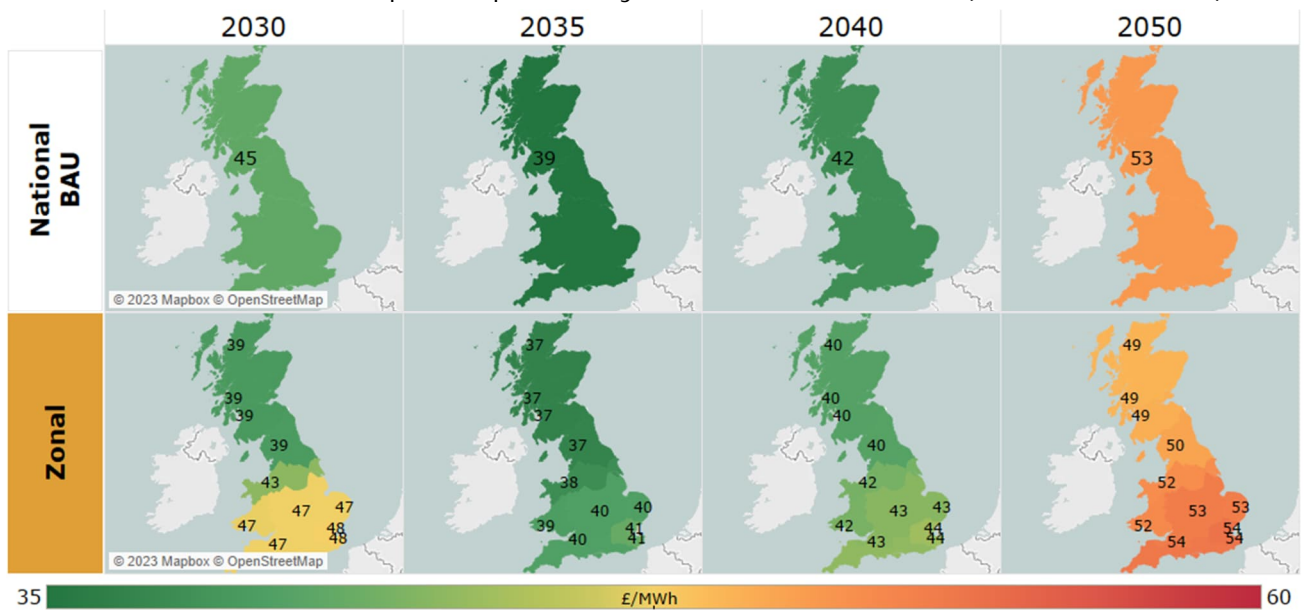 2030 2035 2040 2050
National
BAU
45 39 42 53
© 2023 Mapbox © OpenStreetMap
Zonal
39 37 40 49
39 37 40 49
39 37 40 49
39 37 40 50
43 38 42 52
47 47 40 40 43 43 53 53
47 48 39 41 42 44 52 54
47 48 40 41 43 44 54 54
© 2023 Mapbox © OpenStreetMap
35 £/MWh 60